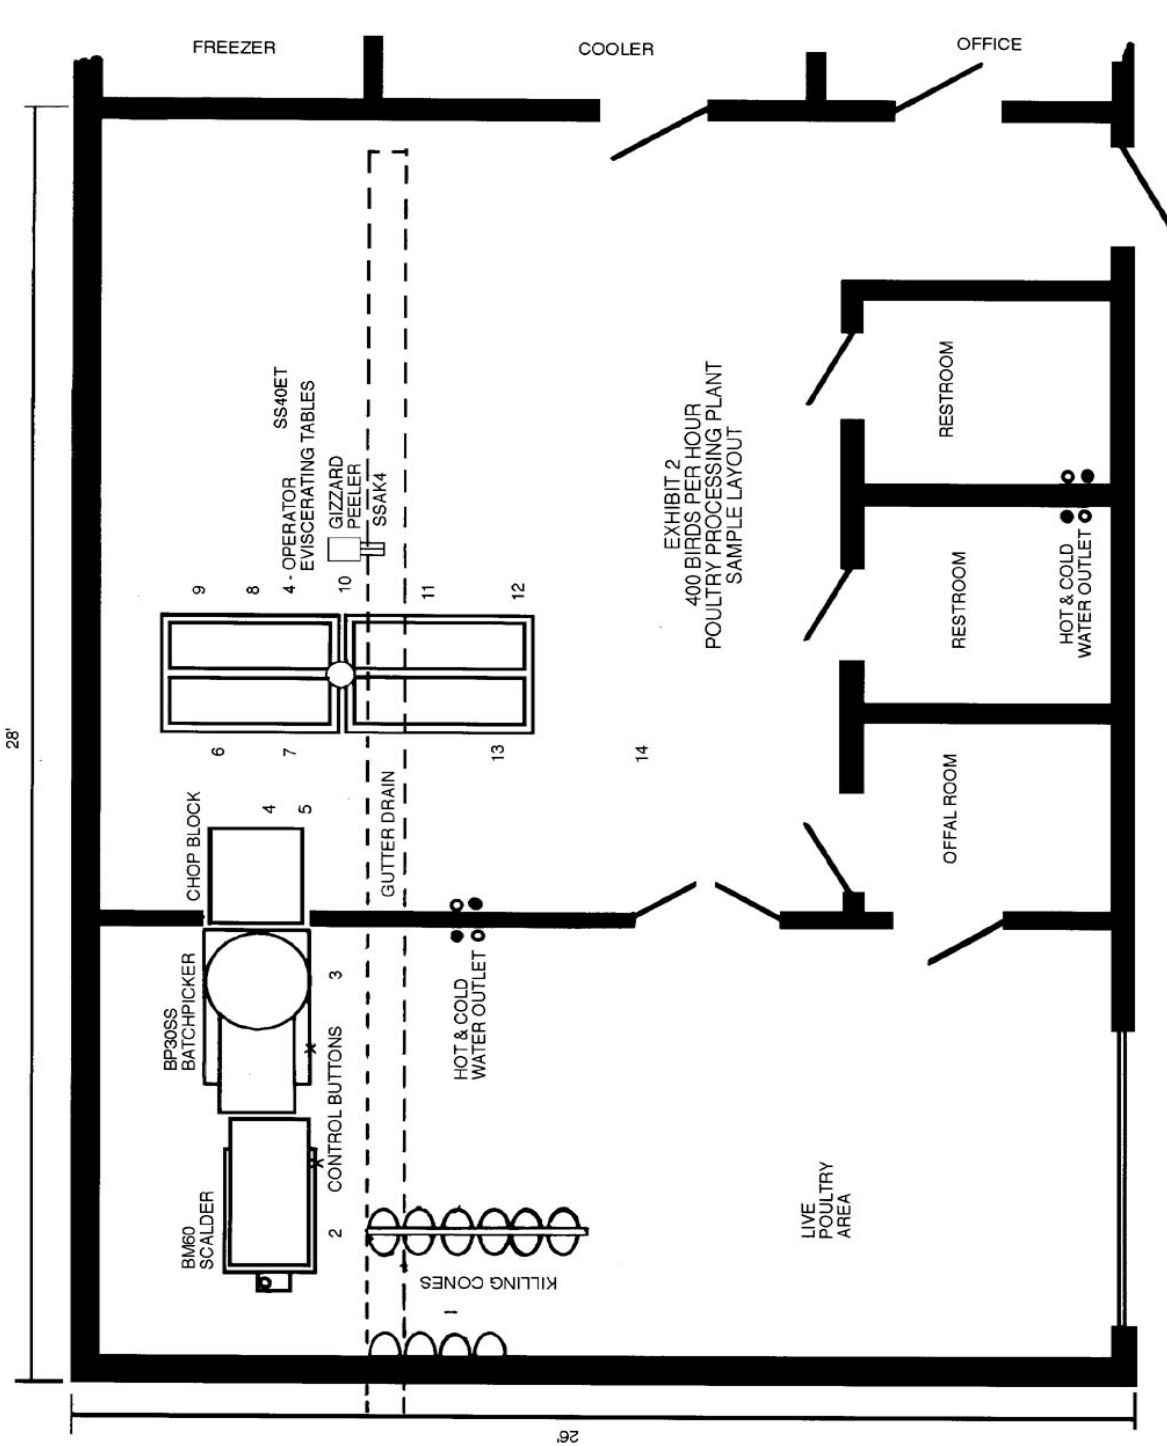 FREEZER
COOLER
OFFICE
SS40ET
4 - OPERATOR
EVISCERATING TABLES
GIZZARD
PEELER
SSAK4
EXHIBIT 2
400 BIRDS PER HOUR
POULTRY PROCESSING PLANT
SAMPLE LAYOUT
RESTROOM
9
8
10
11
12
RESTROOM
HOT & COLD
WATER OUTLET
28'
6
7
13
14
CHOP BLOCK
4
5
GUTTER DRAIN
OFFAL ROOM
BP30SS
BATCHPICKER
3
HOT & COLD
WATER OUTLET
CONTROL BUTTONS
BM60
SCALDER
2
KILLING CONES
1
LIVE
POULTRY
AREA
26'